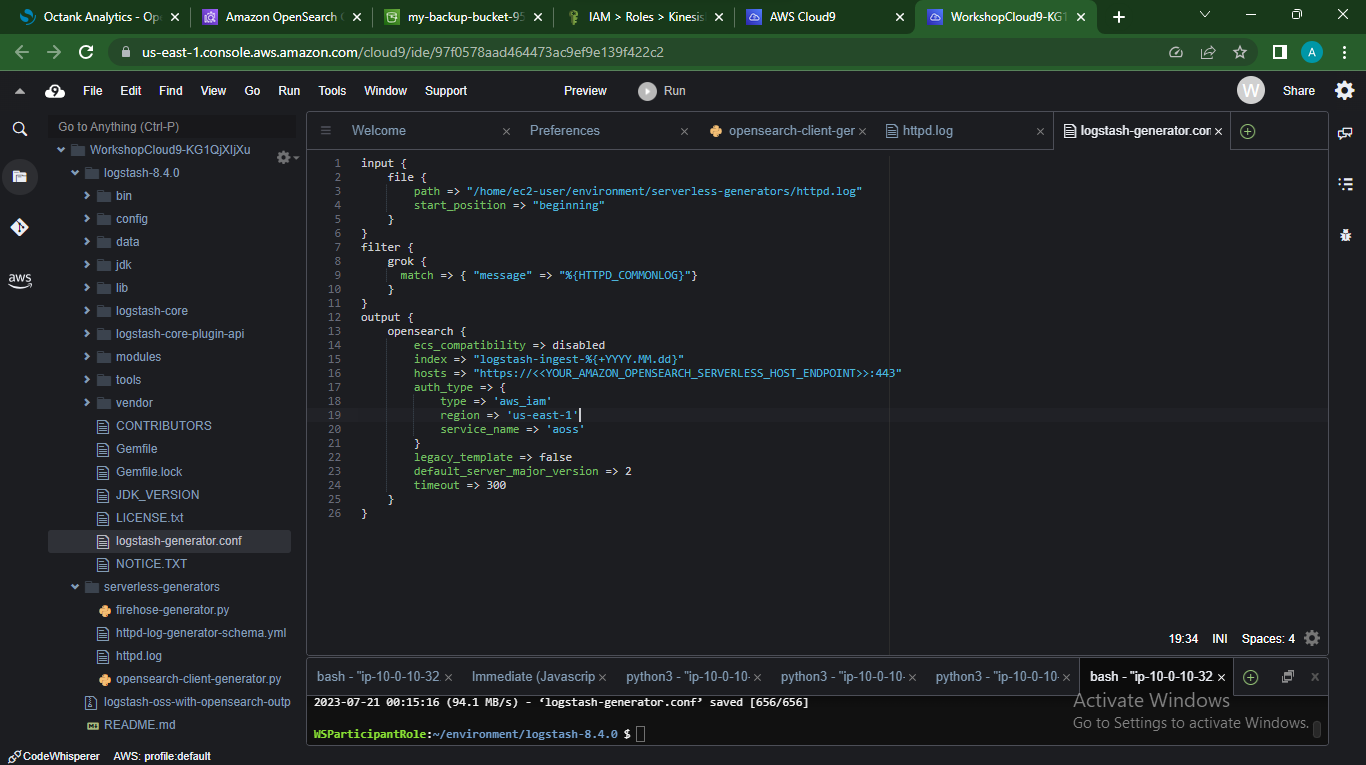 Octank Analytics - Op
Amazon OpenSearch
my-backup-bucket-95
IAM > Roles > Kinesis
AWS Cloud9
WorkshopCloud9-KG1
us-east-1.console.aws.amazon.com/cloud9/ide/97f0578aad464473ac9ef9e139f422c2
A
9 File Edit Find View Go Run Tools Window Support Preview Run W Share
Go to Anything (Ctrl-P)
WorkshopCloud9-KG1QjXIjXu
logstash-8.4.0
bin
config
data
jdk
lib
logstash-core
logstash-core-plugin-api
modules
tools
vendor
CONTRIBUTORS
Gemfile
Gemfile.lock
JDK_VERSION
LICENSE.txt
logstash-generator.conf
NOTICE.TXT
serverless-generators
firehose-generator.py
httpd-log-generator-schema.yml
httpd.log
opensearch-client-generator.py
logstash-oss-with-opensearch-outp
README.md
aws
Welcome
Preferences
opensearch-client-ger
httpd.log
logstash-generator.cor
1 input {
2 file {
3 path => "/home/ec2-user/environment/serverless-generators/httpd.log"
4 start_position => "beginning"
5 }
6 }
7 filter {
8 grok {
9 match => { "message" => "%{HTTPD_COMMONLOG}"}
10 }
11 }
12 output {
13 opensearch {
14 ecs_compatibility => disabled
15 index => "logstash-ingest-%{+YYYY.MM.dd}"
16 hosts => "https://<<YOUR_AMAZON_OPENSEARCH_SERVERLESS_HOST_ENDPOINT>>:443"
17 auth_type => {
18 type => 'aws_iam'
19 region => 'us-east-1'
20 service_name => 'aoss'
21 }
22 legacy_template => false
23 default_server_major_version => 2
24 timeout => 300
25 }
26 }
19:34 INI Spaces: 4
bash - "ip-10-0-10-32
Immediate (Javascrip
python3 - "ip-10-0-10-
python3 - "ip-10-0-10-
python3 - "ip-10-0-10-
bash - "ip-10-0-10-32
2023-07-21 00:15:16 (94.1 MB/s) - ‘logstash-generator.conf’ saved [656/656]
WSParticipantRole:~/environment/logstash-8.4.0 $
Activate Windows
Go to Settings to activate Windows.
CodeWhisperer AWS: profile:default